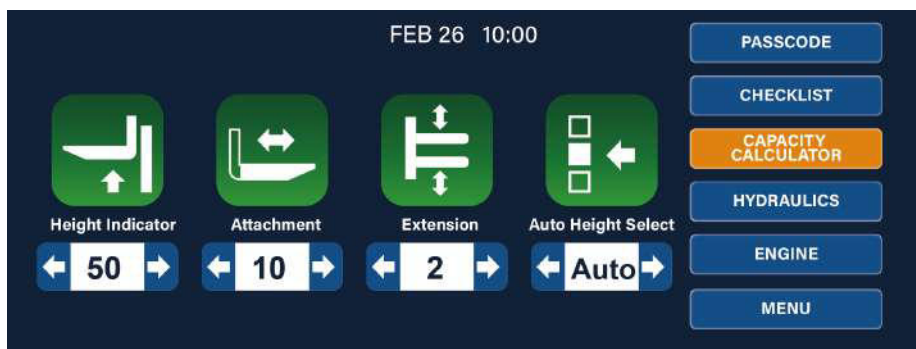 FEB 26 10:00
PASSCODE
CHECKLIST
CAPACITY
CALCULATOR
HYDRAULICS
ENGINE
MENU
Height Indicator
50
Attachment
10
Extension
2
Auto Height Select
Auto